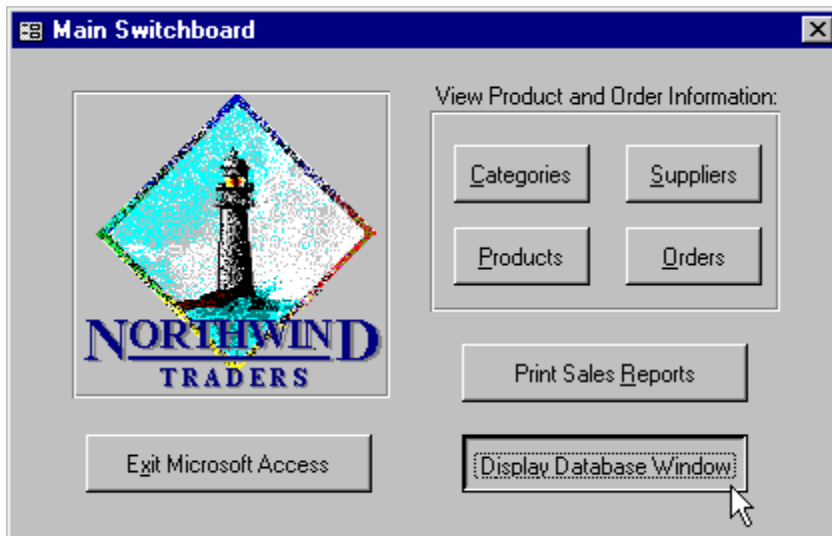 Main Switchboard
View Product and Order Information:
Categories
Suppliers
Products
Orders
NORTHWIND
TRADERS
Print Sales Reports
Exit Microsoft Access
Display Database Window